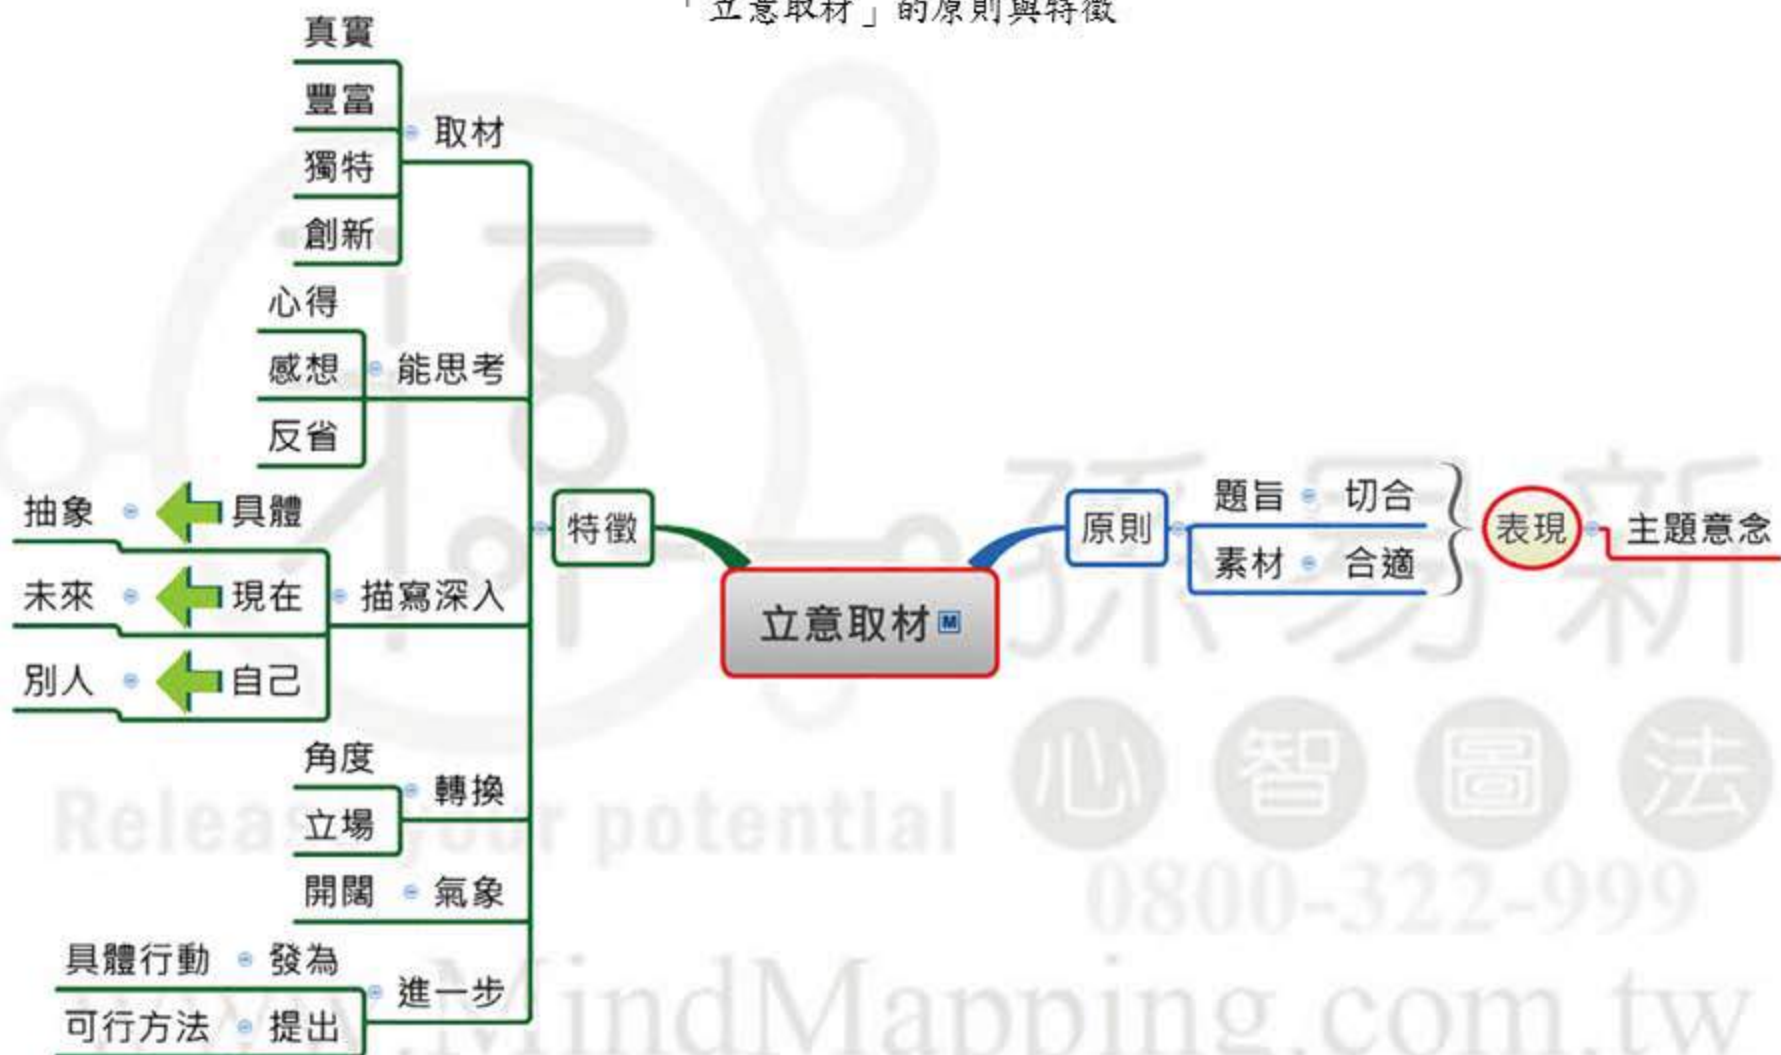 「立意取材」的原則與特徵
真實
豐富
獨特
創新
取材
心得
感想
反省
能思考
抽象 具體
未來 現在
別人 自己
描寫深入
角度
立場
轉換
開闊 氣象
具體行動 發為
可行方法 提出
進一步
特徵
立意取材
M
原則
題旨 切合
素材 合適
表現
主題意念
孫易新
心智圖法
Release your potential
0800-322-999
www.MindMapping.com.tw